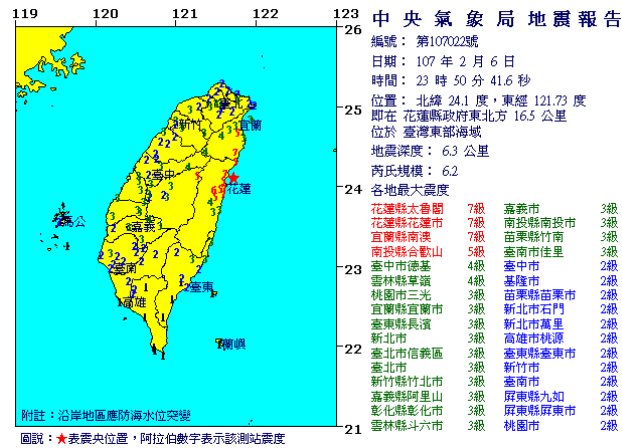 中央氣象局地震報告
編號： 第107022號
日期： 107 年 2 月 6 日
時間： 23 時 50 分 41.6 秒
位置： 北緯 24.1 度，東經 121.73 度
即在 花蓮縣政府東北方 16.5 公里
位於 臺灣東部海域
地震深度： 6.3 公里
芮氏規模： 6.2
各地最大震度
花蓮縣太魯閣 7級 嘉義市 3級
花蓮縣花蓮市 7級 南投縣南投市 3級
宜蘭縣南澳 7級 苗栗縣竹南 3級
南投縣合歡山 5級 臺南市佳里 3級
臺中市德基 4級 臺中市 2級
雲林縣草嶺 4級 基隆市 2級
桃園市三光 3級 苗栗縣苗栗市 2級
宜蘭縣宜蘭市 3級 新北市石門 2級
臺東縣長濱 3級 新北市萬里 2級
新北市 3級 高雄市桃源 2級
臺北市信義區 3級 臺東縣臺東市 2級
臺北市 3級 新竹市 2級
新竹縣竹北市 3級 臺南市 2級
嘉義縣阿里山 3級 屏東縣九如 2級
彰化縣彰化市 3級 屏東縣屏東市 2級
雲林縣斗六市 3級 桃園市 2級
119 120 121 122 123
26
25
24
23
22
21
臺北
新竹
宜蘭
臺中
花蓮
馬公
嘉義
臺南
臺東
高雄
蘭嶼
附註：沿岸地區應防海水位突變
圖說：★表震央位置，阿拉伯數字表示該測站震度